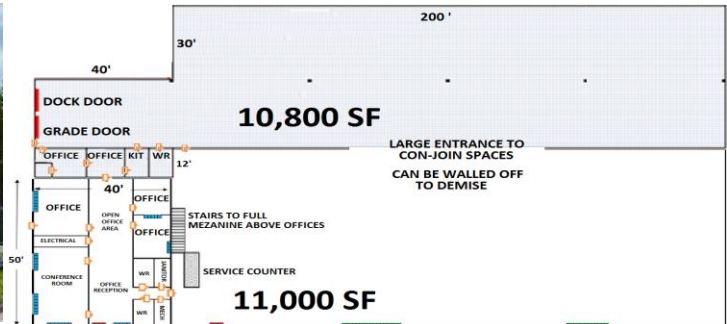 200 '
30'
40'
DOCK DOOR
10,800 SF
GRADE DOOR
LARGE ENTRANCE TO
CON-JOIN SPACES
OFFICE OFFICE KIT WR
12'
CAN BE WALLED OFF
TO DEMISE
40'
OFFICE
OFFICE
OPEN
OFFICE
AREA
STAIRS TO FULL
MEZANINE ABOVE OFFICES
OFFICE
ELECTRICAL
50'
WR
JANITOR
SERVICE COUNTER
CONFERENCE
ROOM
OFFICE
RECEPTION
11,000 SF
WR
MECH